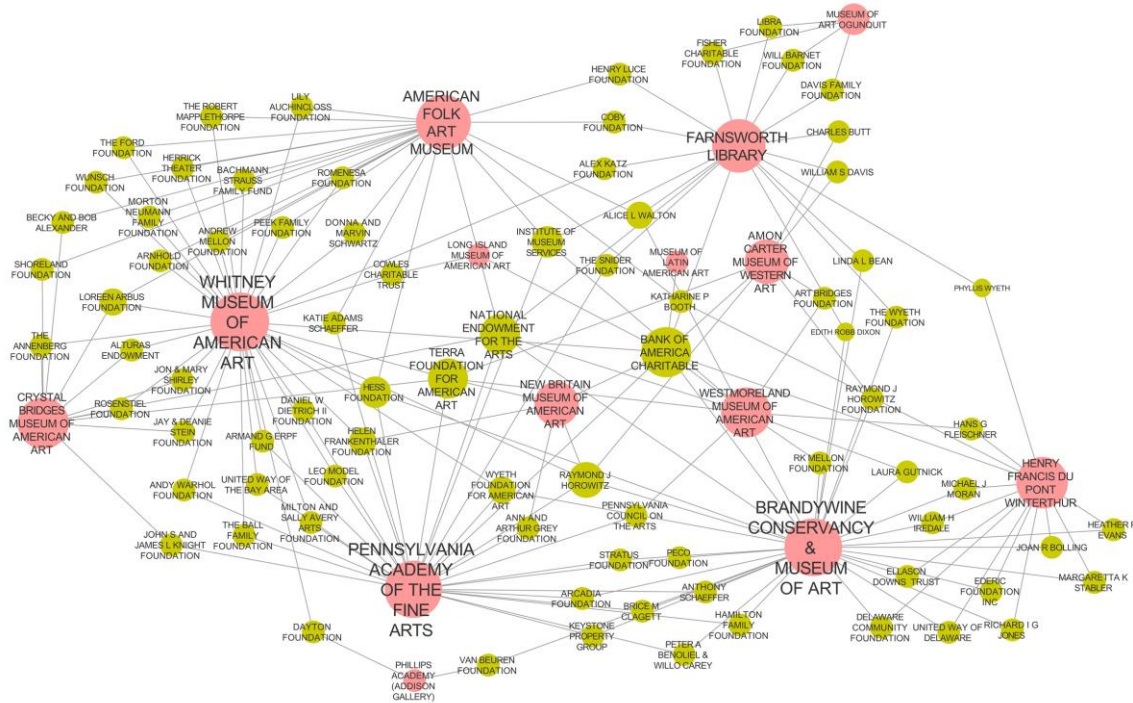 MUSEUM OF
ART OGUNQUIT
LIBRA
FOUNDATION
FISHER
CHARITABLE
FOUNDATION
WILL BARNET
FOUNDATION
HENRY LUCE
FOUNDATION
DAVIS FAMILY
FOUNDATION
LILY
AUCHINCLOSS
FOUNDATION
THE ROBERT
MAPPLETHORPE
FOUNDATION
AMERICAN
FOLK
ART
MUSEUM
COBY
FOUNDATION
CHARLES BUTT
FARNSWORTH
LIBRARY
THE FORD
FOUNDATION
HERRICK
THEATER
FOUNDATION
BACHMANN
STRAUSS
FAMILY FUND
ROMENESA
FOUNDATION
ALEX KATZ
FOUNDATION
WILLIAM S DAVIS
WUNSCH
FOUNDATION
BECKY AND BOB
ALEXANDER
MORTON
NEUMANN
FAMILY
FOUNDATION
ANDREW
MELLON
FOUNDATION
PEEK FAMILY
FOUNDATION
DONNA AND
MARVIN
SCHWARTZ
ALICE L WALTON
INSTITUTE OF
MUSEUM
SERVICES
LONG ISLAND
MUSEUM OF
AMERICAN ART
MUSEUM OF
LATIN
AMERICAN ART
AMON
CARTER
MUSEUM OF
WESTERN
ART
LINDA L BEAN
SHORELAND
FOUNDATION
ARNHOLD
FOUNDATION
COWLES
CHARITABLE
TRUST
THE SNIDER
FOUNDATION
PHYLLIS WYETH
WHITNEY
MUSEUM
OF
AMERICAN
ART
LOREEN ARBUS
FOUNDATION
KATHARINE P
BOOTH
ART BRIDGES
FOUNDATION
THE WYETH
FOUNDATION
KATIE ADAMS
SCHAEFFER
NATIONAL
ENDOWMENT
FOR THE ARTS
EDITH ROBB DIXON
THE
ANNENBERG
FOUNDATION
ALTURAS
ENDOWMENT
BANK OF
AMERICA
CHARITABLE
TERRA
FOUNDATION
FOR
AMERICAN
ART
JON & MARY
SHIRLEY
FOUNDATION
HESS
FOUNDATION
NEW BRITAIN
MUSEUM OF
AMERICAN
ART
WESTMORELAND
MUSEUM OF
AMERICAN
ART
RAYMOND J
HOROWITZ
FOUNDATION
CRYSTAL
BRIDGES
MUSEUM OF
AMERICAN
ART
ROSENSTIEL
FOUNDATION
DANIEL W
DIETRICH II
FOUNDATION
JAY & DEANIE
STEIN
FOUNDATION
ARMAND G ERPF
FUND
HELEN
FRANKENTHALER
FOUNDATION
HANS G
FLEISCHNER
RK MELLON
FOUNDATION
LAURA GUTNICK
HENRY
FRANCIS DU
PONT
WINTERTHUR
ANDY WARHOL
FOUNDATION
UNITED WAY OF
THE BAY AREA
LEO MODEL
FOUNDATION
WYETH
FOUNDATION
FOR AMERICAN
ART
RAYMOND J
HOROWITZ
MICHAEL J
MORAN
MILTON AND
SALLY AVERY
ARTS
FOUNDATION
PENNSYLVANIA
COUNCIL ON
THE ARTS
BRANDYWINE
CONSERVANCY
&
MUSEUM
OF ART
WILLIAM H
IREDALE
ANN AND
ARTHUR GREY
FOUNDATION
THE BALL
FAMILY
FOUNDATION
JOHN S AND
JAMES L KNIGHT
FOUNDATION
HEATHER R
EVANS
JOAN R BOLLING
PENNSYLVANIA
ACADEMY
OF THE
FINE
ARTS
STRATUS
FOUNDATION
PECO
FOUNDATION
ELLASON
DOWNS TRUST
EDERIC
FOUNDATION
INC
MARGARETTA K
STABLER
ARCADIA
FOUNDATION
ANTHONY
SCHAEFFER
BRICE M
CLAGETT
KEYSTONE
PROPERTY
GROUP
HAMILTON
FAMILY
FOUNDATION
DELAWARE
COMMUNITY
FOUNDATION
UNITED WAY OF
DELAWARE
RICHARD I G
JONES
DAYTON
FOUNDATION
PETER A
BENOLIEL &
WILLO CAREY
VAN BEUREN
FOUNDATION
PHILLIPS
ACADEMY
(ADDISON
GALLERY)